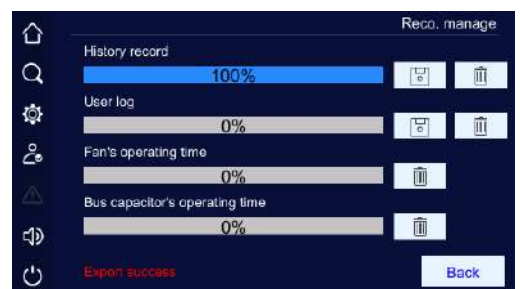 Reco. manage
History record
100%
User log
0%
Fan's operating time
0%
Bus capacitor's operating time
0%
Export success
Back